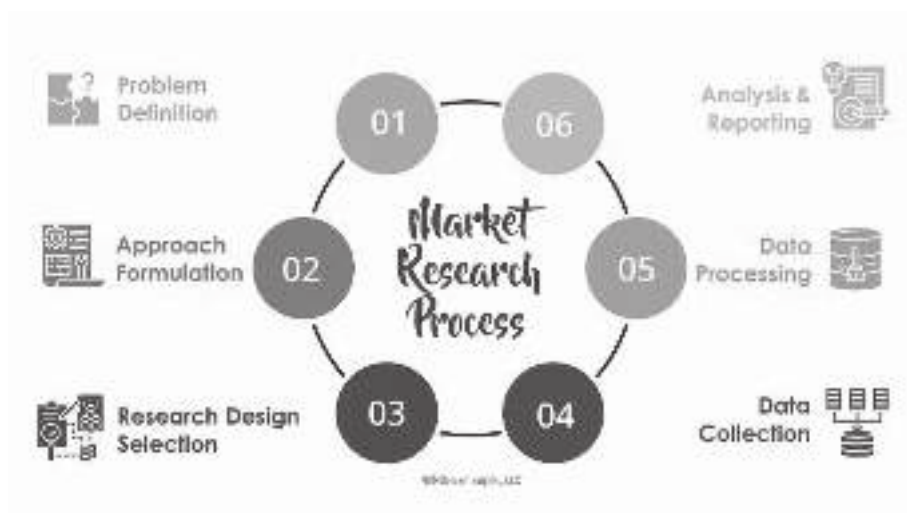 Problem
Definition
01
06
Analysis &
Reporting
Approach
Formulation
02
Market
Research
Process
05
Data
Processing
Research Design
Selection
03
04
Data
Collection
LLC